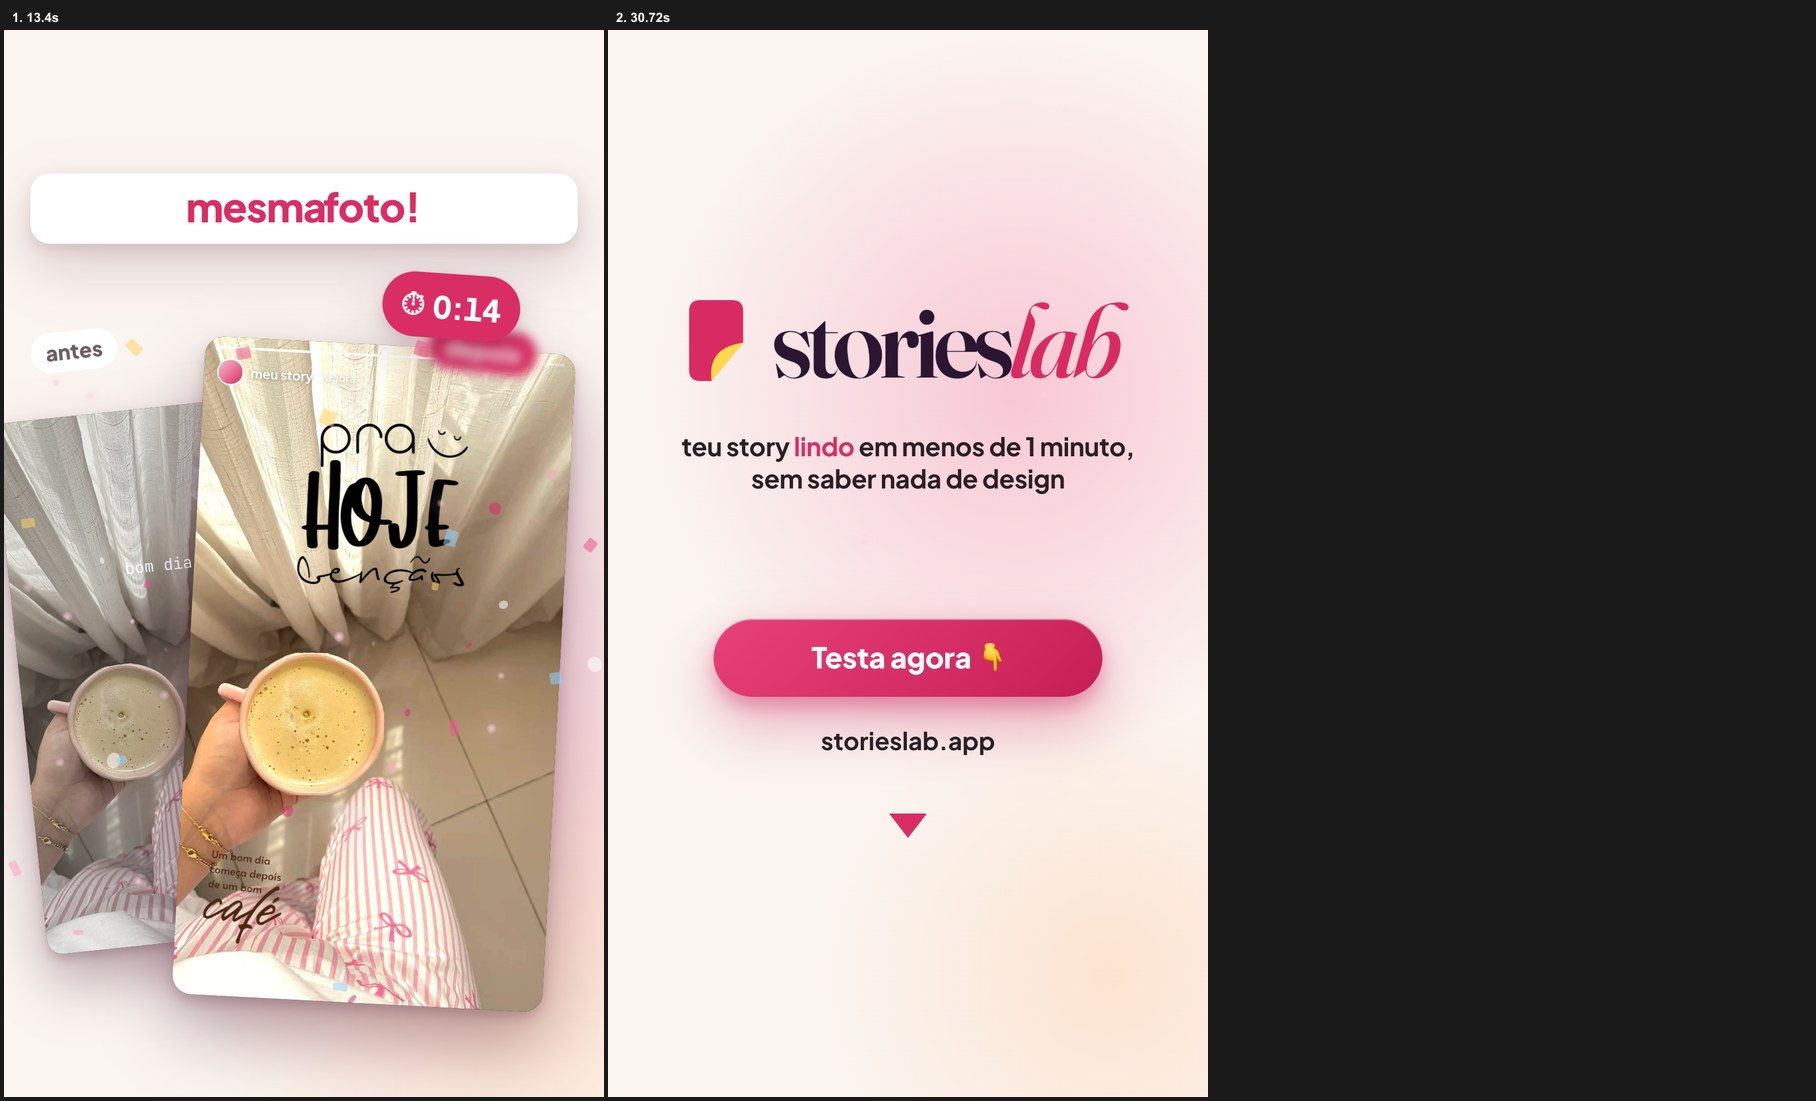 1. 13.4s
mesmafoto!
0:14
antes
meu story
bom dia
pra
HOJE
bençãos
Um bom dia
começa depois
de um bom
café
2. 30.72s
storieslab
teu story lindo em menos de 1 minuto,
sem saber nada de design
Testa agora 👇
storieslab.app